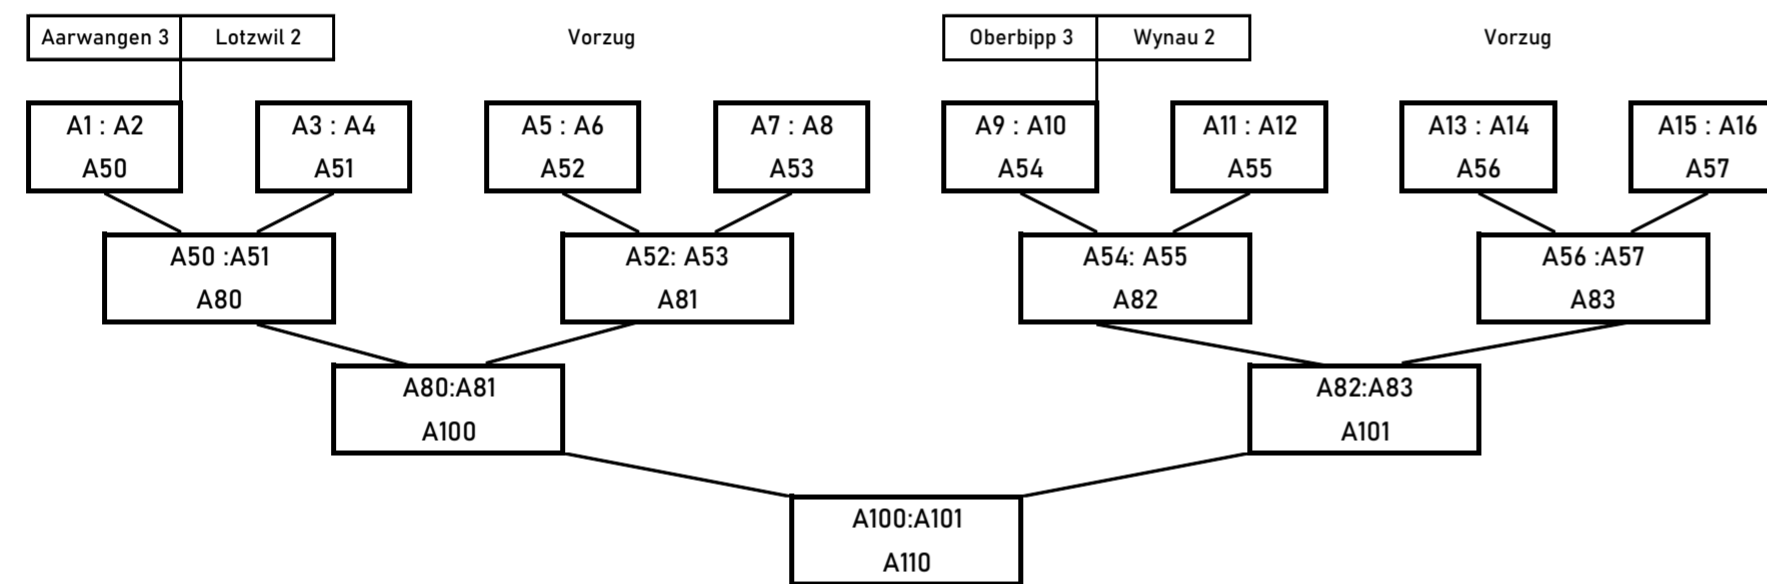 Aarwangen 3 Lotzwil 2 Vorzug Oberbipp 3 Wynau 2 Vorzug
A1 : A2 A3 : A4 A5 : A6 A7 : A8 A9 : A10 A11 : A12 A13 : A14 A15 : A16
A50 A51 A52 A53 A54 A55 A56 A57
A50 :A51 A52: A53 A54: A55 A56 :A57
A80 A81 A82 A83
A80:A81 A82:A83
A100 A101
A100:A101
A110